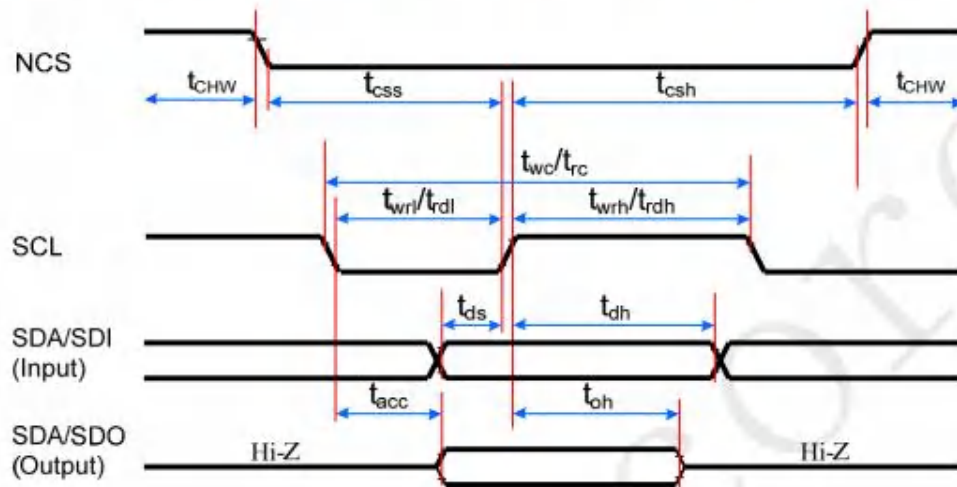 NCS
tCHW
tcss
tcsh
tCHW
twc/trc
twrl/trdl
twrh/trdh
SCL
tds
tdh
SDA/SDI
(Input)
tacc
toh
SDA/SDO
(Output)
Hi-Z
Hi-Z